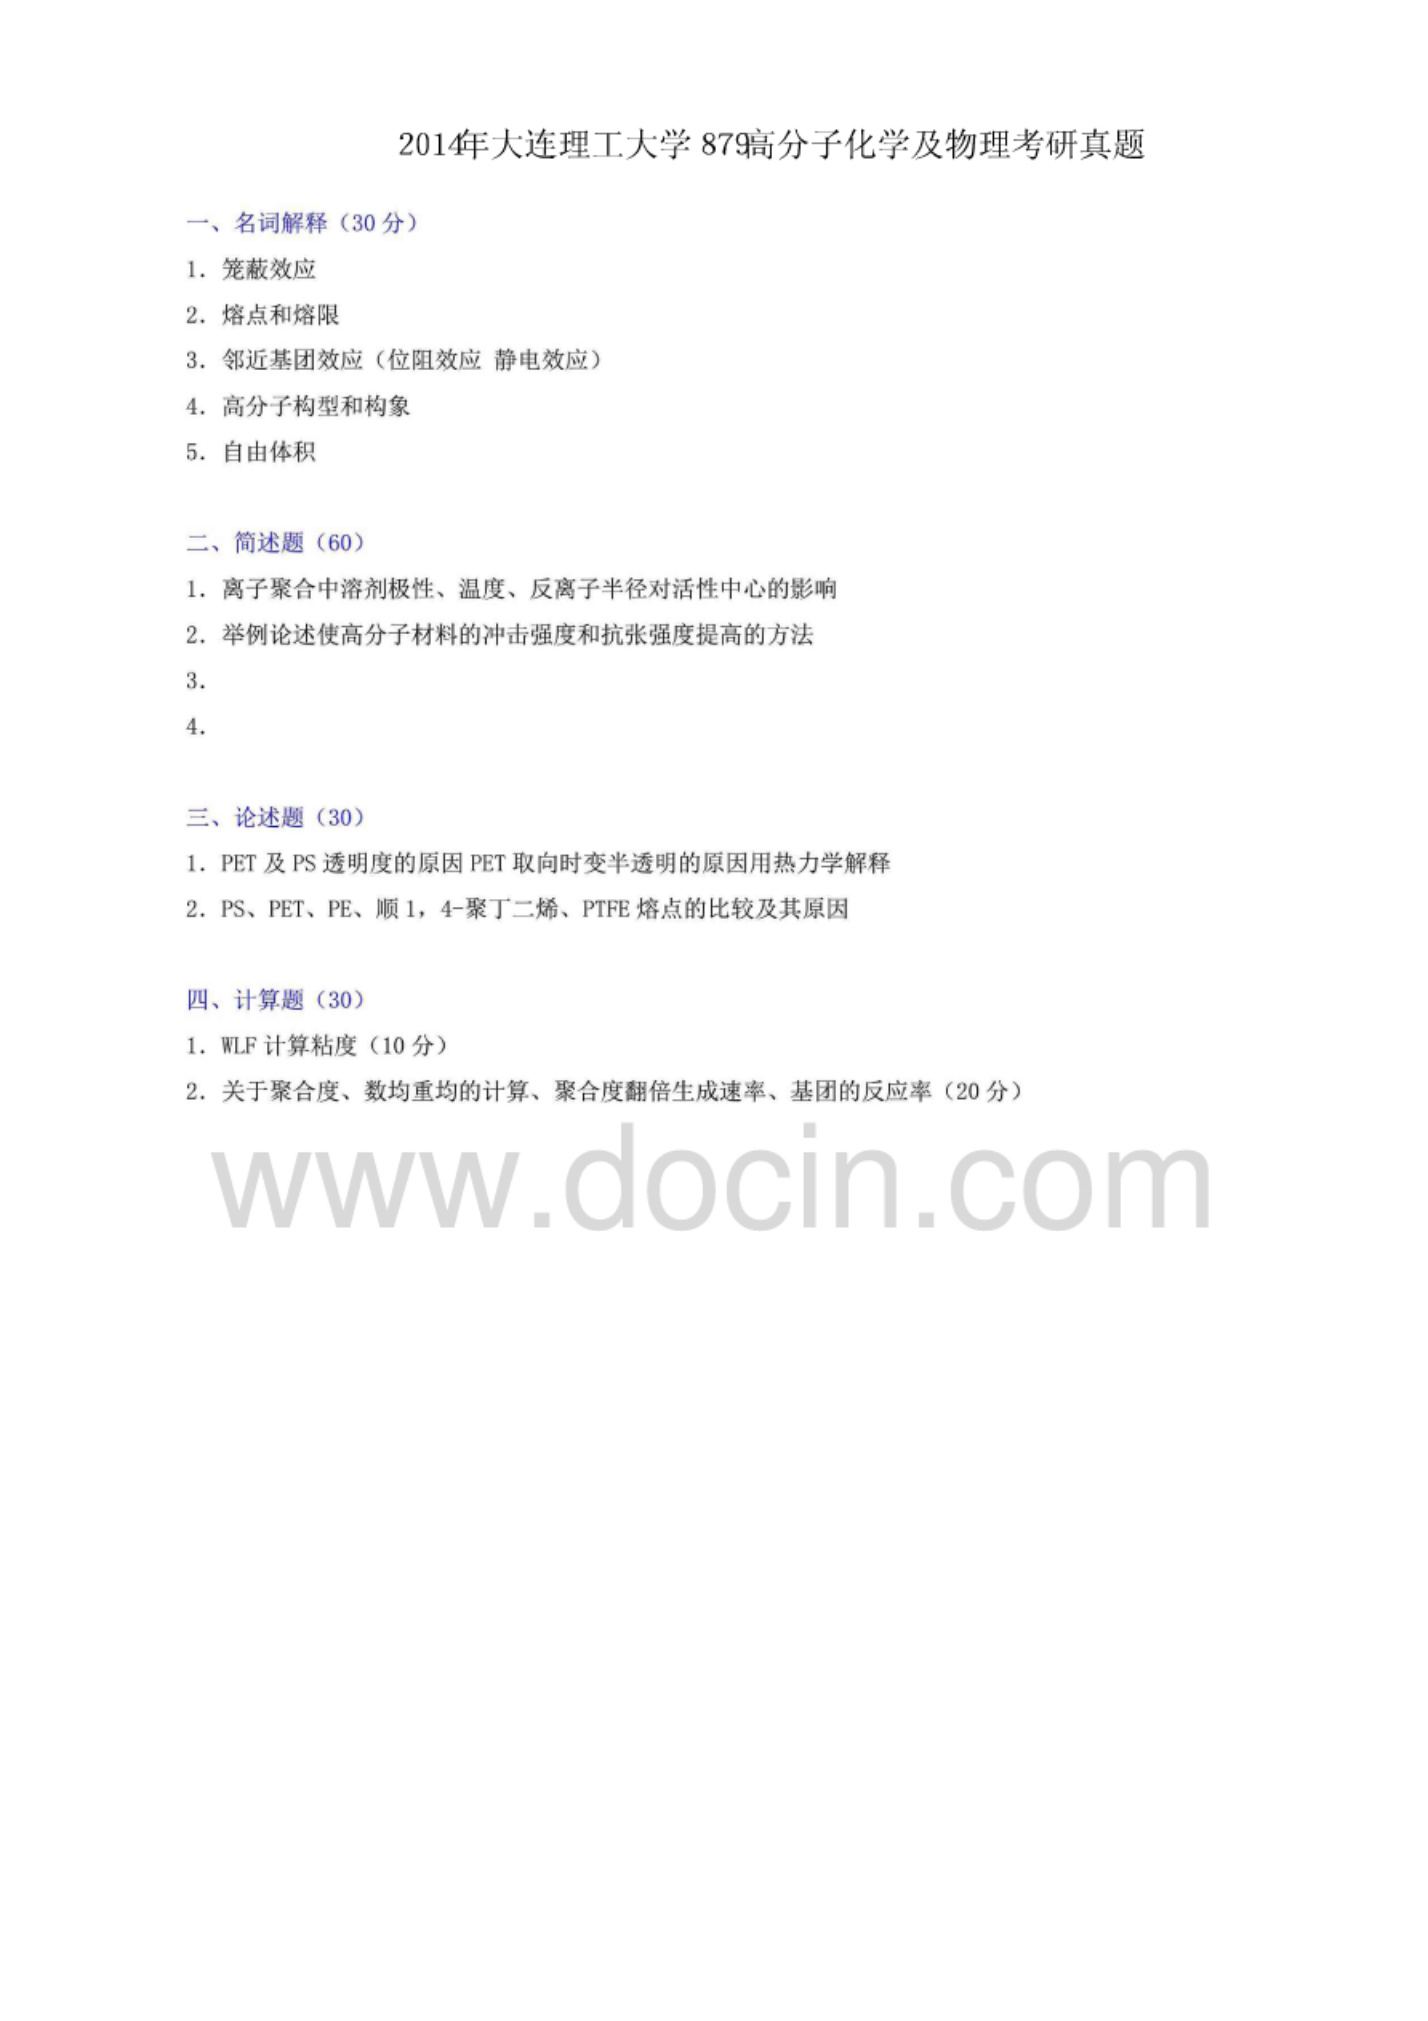 2014年大连理工大学 879高分子化学及物理考研真题
一、名词解释（30 分）
1. 笼蔽效应
2. 熔点和熔限
3. 邻近基团效应（位阻效应 静电效应）
4. 高分子构型和构象
5. 自由体积
二、简述题（60）
1. 离子聚合中溶剂极性、温度、反离子半径对活性中心的影响
2. 举例论述使高分子材料的冲击强度和抗张强度提高的方法
3.
4.
三、论述题（30）
1. PET 及 PS 透明度的原因 PET 取向时变半透明的原因用热力学解释
2. PS、PET、PE、顺 1，4-聚丁二烯、PTFE 熔点的比较及其原因
四、计算题（30）
1. WLF 计算粘度（10 分）
2. 关于聚合度、数均重均的计算、聚合度翻倍生成速率、基团的反应率（20 分）
www.docin.com